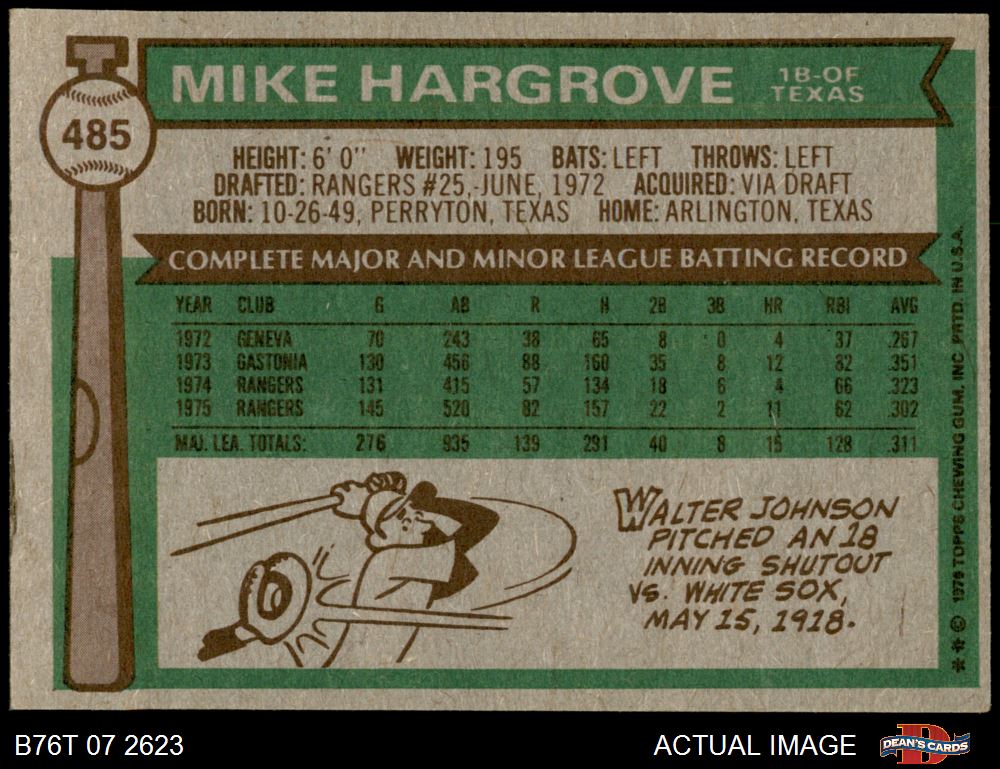 MIKE HARGROVE
1B-OF
TEXAS
485
HEIGHT: 6' 0" WEIGHT: 195 BATS: LEFT THROWS: LEFT
DRAFTED: RANGERS #25,-JUNE, 1972 ACQUIRED: VIA DRAFT
BORN: 10-26-49, PERRYTON, TEXAS HOME: ARLINGTON, TEXAS
COMPLETE MAJOR AND MINOR LEAGUE BATTING RECORD
YEAR CLUB G AB R H 2B 3B HR RBI AVG
1972 GENEVA 70 243 38 65 8 0 4 37 .267
1973 GASTONIA 130 456 88 160 35 8 12 82 .351
1974 RANGERS 131 415 57 134 18 6 4 66 .323
1975 RANGERS 145 520 82 157 22 2 11 62 .302
MAJ. LEA. TOTALS: 276 935 139 291 40 8 15 128 .311
WALTER JOHNSON
PITCHED AN 18
INNING SHUTOUT
VS. WHITE SOX,
MAY 15, 1918.
* * © 1976 TOPPS CHEWING GUM, INC. PRTD. IN U.S.A.
B76T 07 2623
ACTUAL IMAGE
DEAN'S CARDS